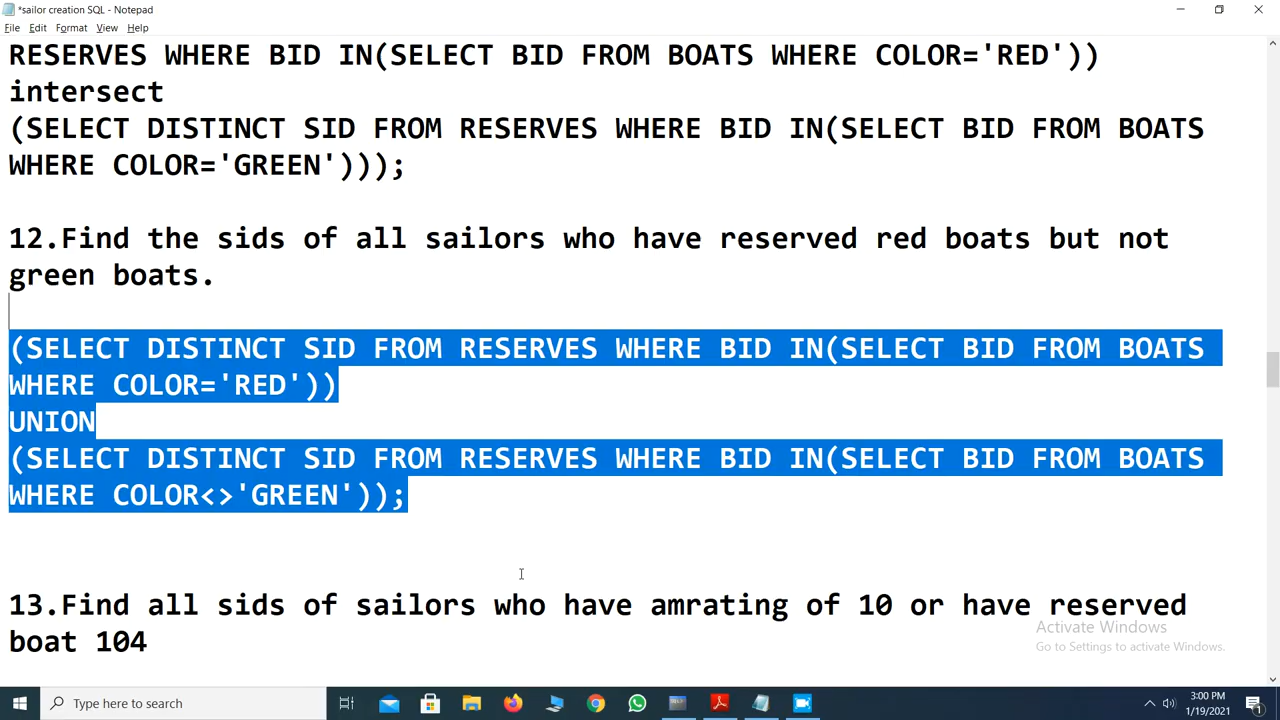 *sailor creation SQL - Notepad
File Edit Format View Help
RESERVES WHERE BID IN(SELECT BID FROM BOATS WHERE COLOR='RED'))
intersect
(SELECT DISTINCT SID FROM RESERVES WHERE BID IN(SELECT BID FROM BOATS
WHERE COLOR='GREEN')));
12.Find the sids of all sailors who have reserved red boats but not
green boats.
(SELECT DISTINCT SID FROM RESERVES WHERE BID IN(SELECT BID FROM BOATS
WHERE COLOR='RED'))
UNION
(SELECT DISTINCT SID FROM RESERVES WHERE BID IN(SELECT BID FROM BOATS
WHERE COLOR<>'GREEN'));
13.Find all sids of sailors who have amrating of 10 or have reserved
boat 104
Activate Windows
Go to Settings to activate Windows.
Type here to search
3:00 PM
1/19/2021
1